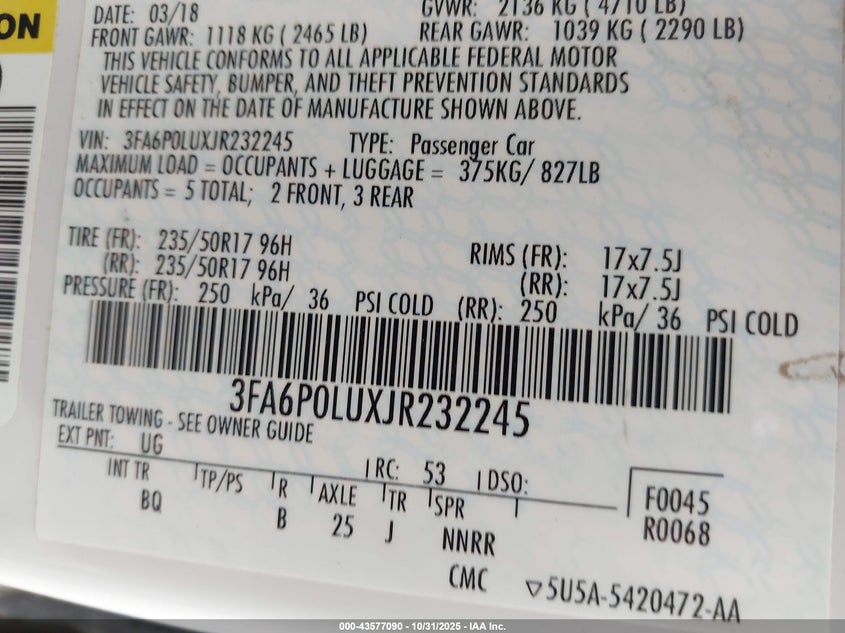 ON
DATE: 03/18
GVWR: 2136 KG ( 4710 LB)
FRONT GAWR: 1118 KG ( 2465 LB)
REAR GAWR: 1039 KG ( 2290 LB)
THIS VEHICLE CONFORMS TO ALL APPLICABLE FEDERAL MOTOR
VEHICLE SAFETY, BUMPER, AND THEFT PREVENTION STANDARDS
IN EFFECT ON THE DATE OF MANUFACTURE SHOWN ABOVE.
VIN: 3FA6P0LUXJR232245 TYPE: Passenger Car
MAXIMUM LOAD = OCCUPANTS + LUGGAGE = 375KG/ 827LB
OCCUPANTS = 5 TOTAL; 2 FRONT, 3 REAR
TIRE (FR): 235/50R17 96H RIMS (FR): 17x7.5J
(RR): 235/50R17 96H (RR): 17x7.5J
PRESSURE (FR): 250 kPa/ 36 PSI COLD (RR): 250 kPa/ 36 PSI COLD
3FA6P0LUXJR232245
TRAILER TOWING - SEE OWNER GUIDE
EXT PNT: UG RC: 53 DSO:
INT TR TP/PS R AXLE TR SPR F0045
BQ B 25 J NNRR R0068
CMC 5U5A-5420472-AA
000-43577090 - 10/31/2025 - IAA Inc.